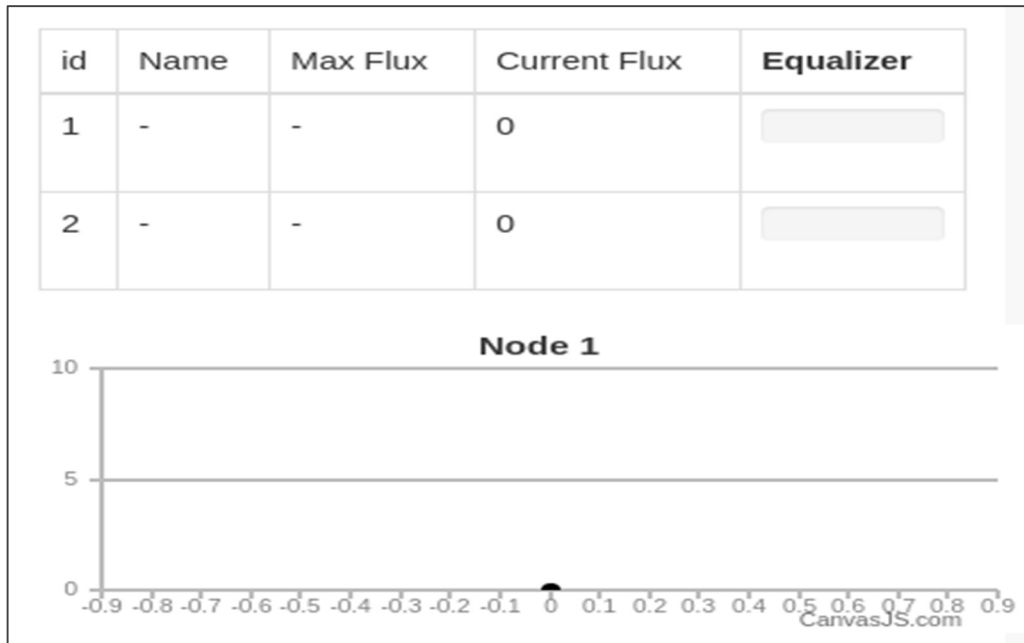 id Name Max Flux Current Flux Equalizer
1 - - 0
2 - - 0
Node 1
10
5
0
-0.9 -0.8 -0.7 -0.6 -0.5 -0.4 -0.3 -0.2 -0.1 0 0.1 0.2 0.3 0.4 0.5 0.6 0.7 0.8 0.9
CanvasJS.com